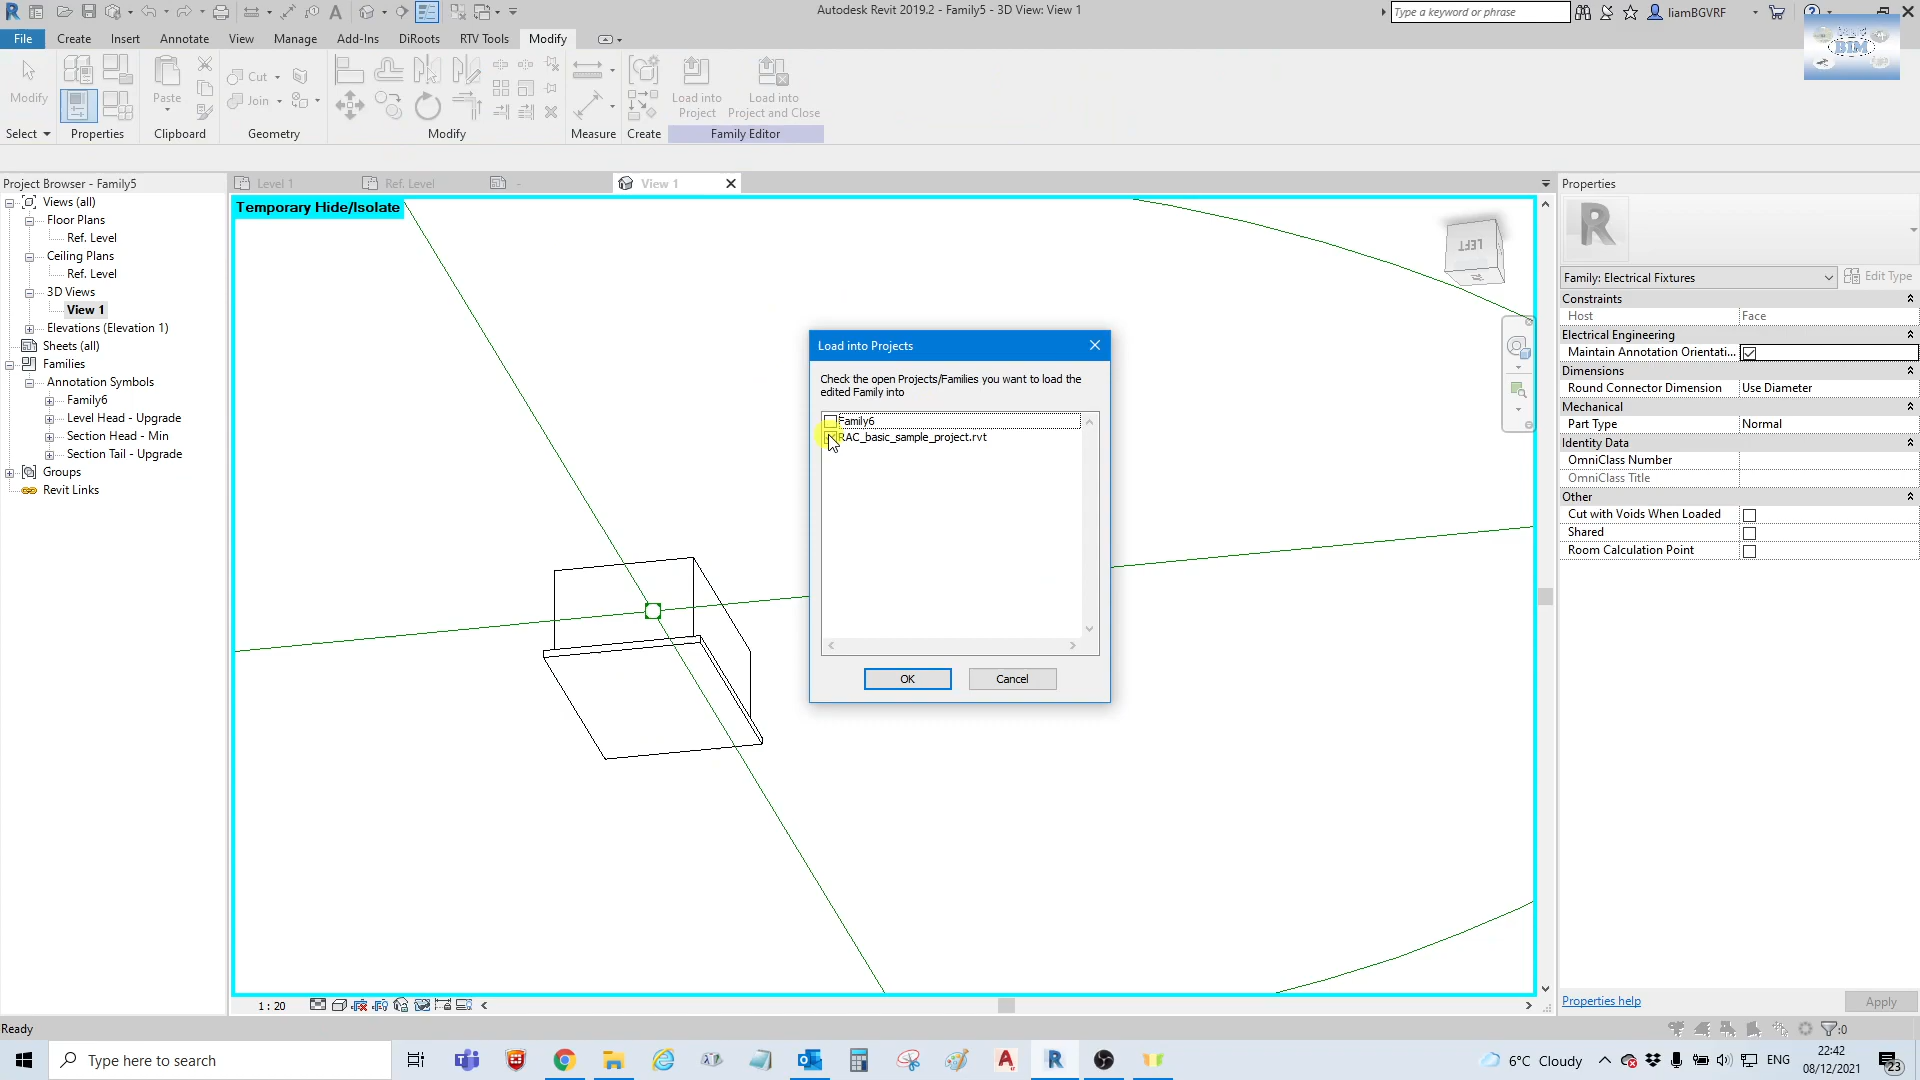 Autodesk Revit 2019.2 - Family5 - 3D View: View 1
Type a keyword or phrase
liamBGVRF
File
Create
Insert
Annotate
View
Manage
Add-Ins
DiRoots
RTV Tools
Modify
BIM
Modify
Paste
Cut
Join
Load into
Project
Load into
Project and Close
Select
Properties
Clipboard
Geometry
Modify
Measure
Create
Family Editor
Project Browser - Family5
Views (all)
Floor Plans
Ref. Level
Ceiling Plans
Ref. Level
3D Views
View 1
Elevations (Elevation 1)
Sheets (all)
Families
Annotation Symbols
Family6
Level Head - Upgrade
Section Head - Min
Section Tail - Upgrade
Groups
Revit Links
Level 1
Ref. Level
-
View 1
Temporary Hide/Isolate
LEFT
Load into Projects
Check the open Projects/Families you want to load the
edited Family into
Family6
RAC_basic_sample_project.rvt
OK
Cancel
Properties
R
Family: Electrical Fixtures
Edit Type
Constraints
Host
Face
Electrical Engineering
Maintain Annotation Orientati...
Dimensions
Round Connector Dimension
Use Diameter
Mechanical
Part Type
Normal
Identity Data
OmniClass Number
OmniClass Title
Other
Cut with Voids When Loaded
Shared
Room Calculation Point
1 : 20
Properties help
Apply
Ready
:0
Type here to search
6°C Cloudy
ENG
22:42
08/12/2021
23